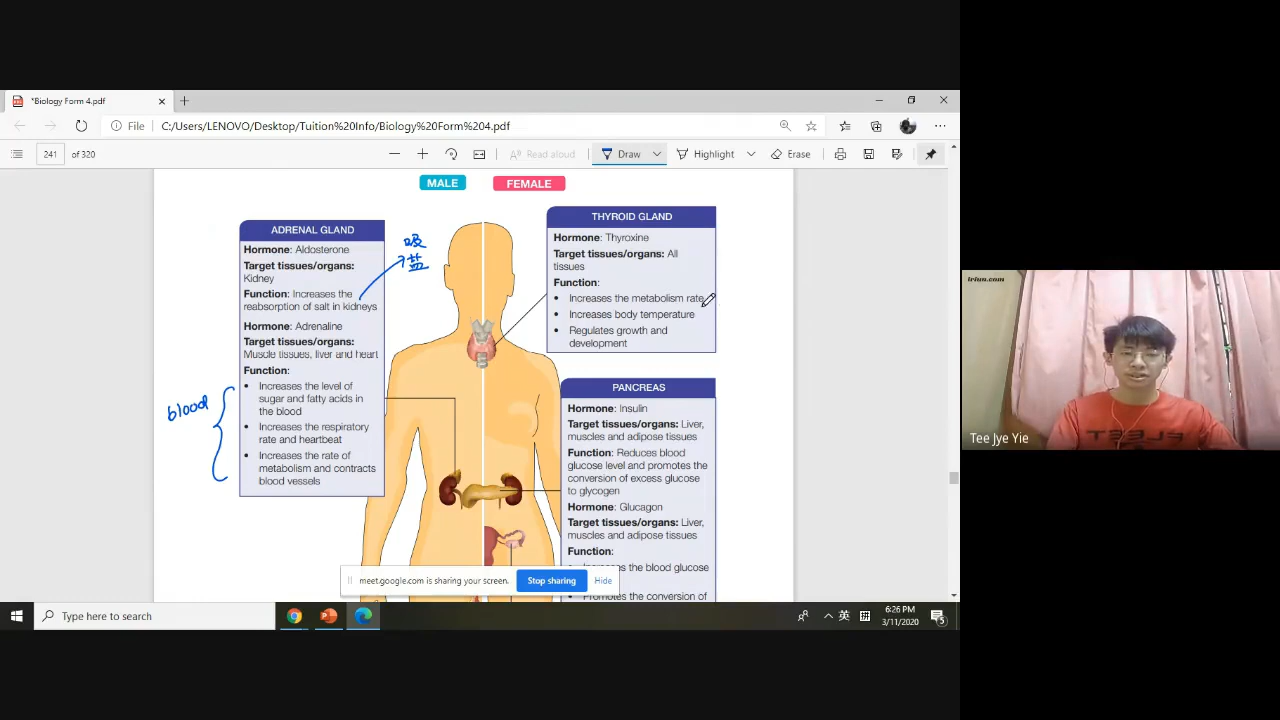 *Biology Form 4.pdf
File
C:/Users/LENOVO/Desktop/Tuition%20Info/Biology%20Form%204.pdf
241 of 320
Read aloud
Draw
Highlight
Erase
MALE
FEMALE
ADRENAL GLAND
Hormone: Aldosterone
Target tissues/organs:
Kidney
Function: Increases the
reabsorption of salt in kidneys
Hormone: Adrenaline
Target tissues/organs:
Muscle tissues, liver and heart
Function:
• Increases the level of
sugar and fatty acids in
the blood
• Increases the respiratory
rate and heartbeat
• Increases the rate of
metabolism and contracts
blood vessels
blood
吸
盐
THYROID GLAND
Hormone: Thyroxine
Target tissues/organs: All
tissues
Function:
• Increases the metabolism rate
• Increases body temperature
• Regulates growth and
development
PANCREAS
Hormone: Insulin
Target tissues/organs: Liver,
muscles and adipose tissues
Function: Reduces blood
glucose level and promotes the
conversion of excess glucose
to glycogen
Hormone: Glucagon
Target tissues/organs: Liver,
muscles and adipose tissues
Function:
the blood glucose
Promotes the conversion of
meet.google.com is sharing your screen.
Stop sharing
Hide
Type here to search
英
6:26 PM
3/11/2020
5
iriun.com
Tee Jye Yie